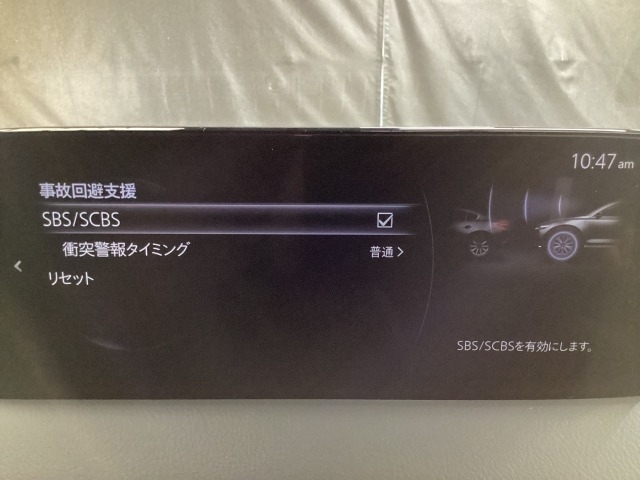 10:47 am
事故回避支援
SBS/SCBS
衝突警報タイミング 普通
リセット
SBS/SCBSを有効にします。